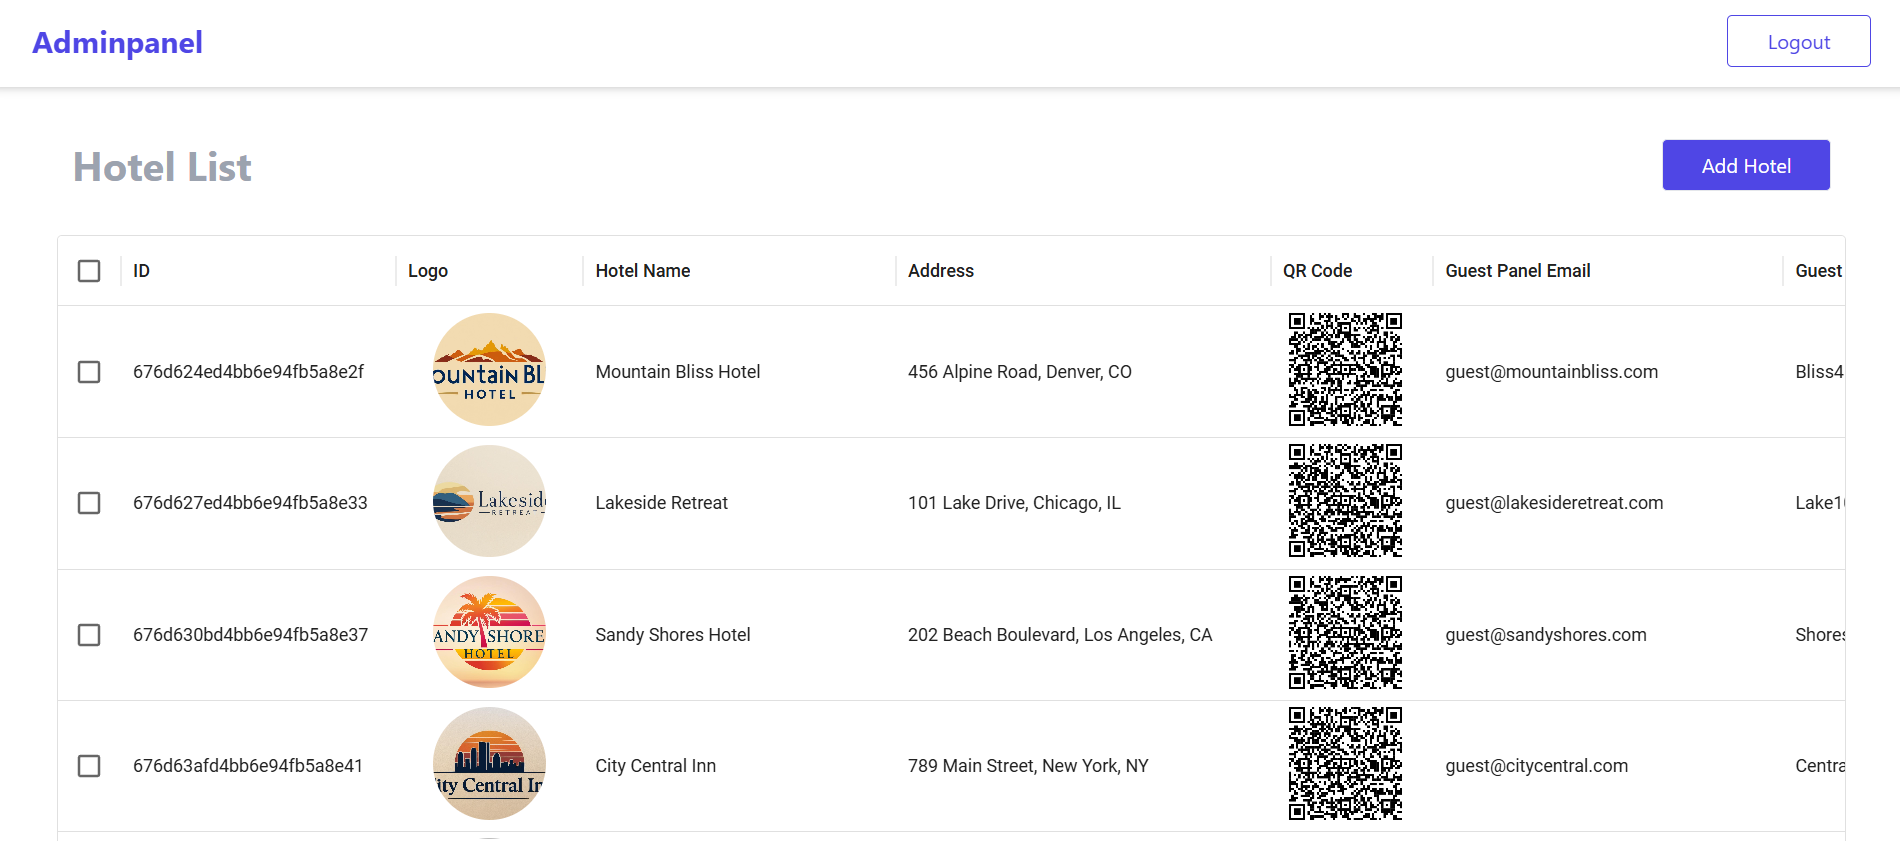 Adminpanel
Logout
Hotel List
Add Hotel
ID Logo Hotel Name Address QR Code Guest Panel Email Guest
676d624ed4bb6e94fb5a8e2f ountain BL HOTEL Mountain Bliss Hotel 456 Alpine Road, Denver, CO guest@mountainbliss.com Bliss4
676d627ed4bb6e94fb5a8e33 Lakeside RETREAT Lakeside Retreat 101 Lake Drive, Chicago, IL guest@lakesideretreat.com Lake1
676d630bd4bb6e94fb5a8e37 ANDY SHORE HOTEL Sandy Shores Hotel 202 Beach Boulevard, Los Angeles, CA guest@sandyshores.com Shores
676d63afd4bb6e94fb5a8e41 ity Central In City Central Inn 789 Main Street, New York, NY guest@citycentral.com Centra